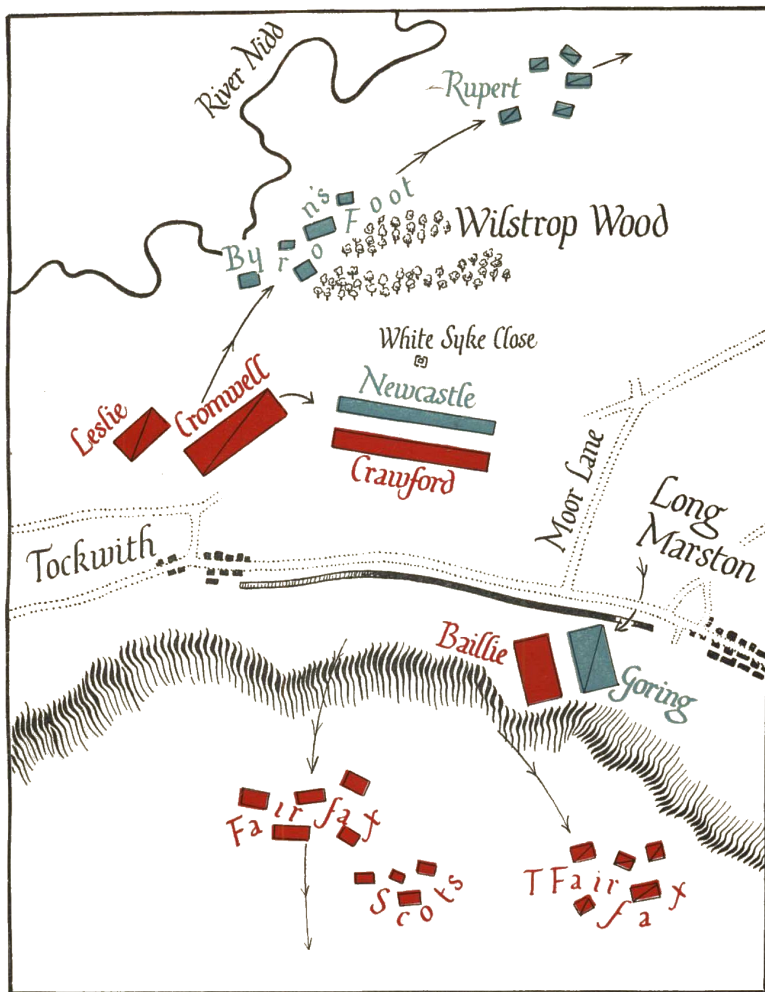 River Nidd
Rupert
Byron's Foot
Wilstrop Wood
White Syke Close
Newcastle
Leslie
Cromwell
Crawford
Moor Lane
Long
Marston
Tockwith
Baillie
Goring
Fairfax
Scots
T Fairfax